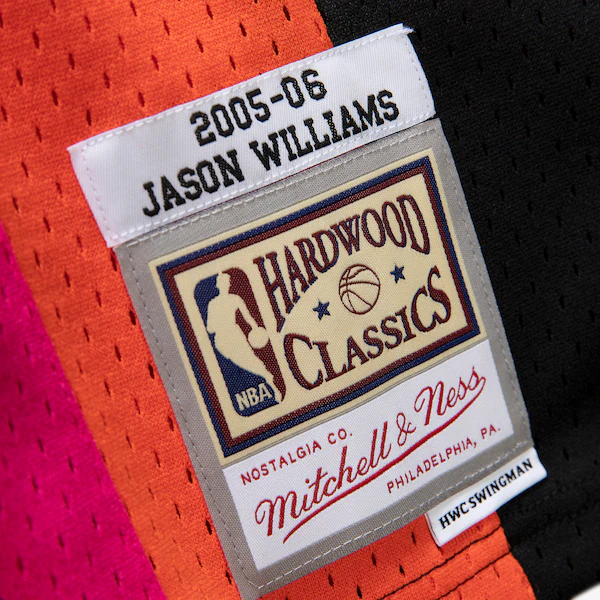 2005-06
JASON WILLIAMS
HARDWOOD
CLASSICS
NBA
NOSTALGIA CO.
Mitchell & Ness
PHILADELPHIA, PA.
HWC SWINGMAN